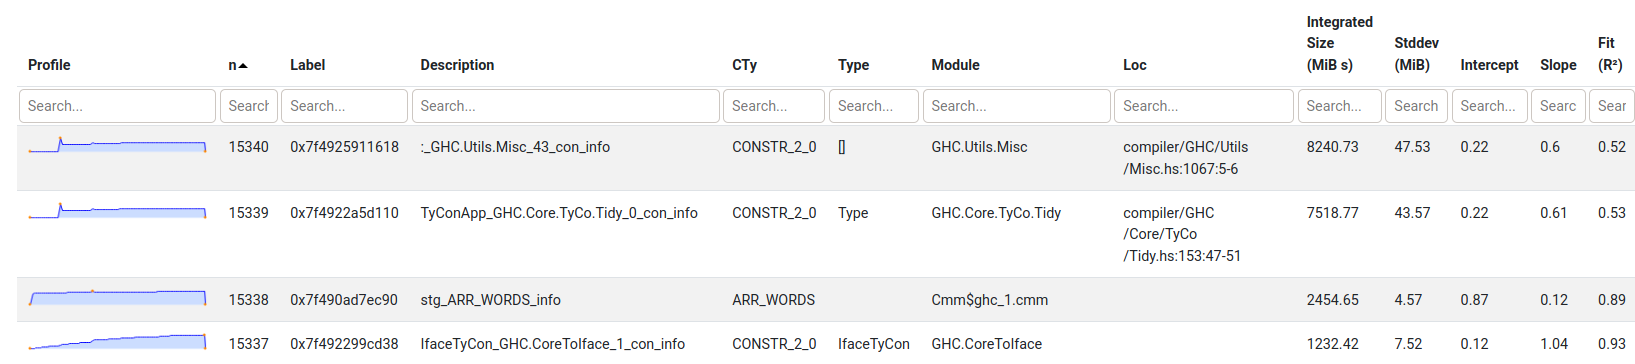 Profile n Label Description CTy Type Module Loc Integrated Size (MiB s) Stddev (MiB) Intercept Slope Fit (R²)
Search... Search Search... Search... Search... Search... Search... Search... Search... Search Search... Searc Sear
15340 0x7f4925911618 :_GHC.Utils.Misc_43_con_info CONSTR_2_0 [] GHC.Utils.Misc compiler/GHC/Utils 8240.73 47.53 0.22 0.6 0.52
/Misc.hs:1067:5-6
15339 0x7f4922a5d110 TyConApp_GHC.Core.TyCo.Tidy_0_con_info CONSTR_2_0 Type GHC.Core.TyCo.Tidy compiler/GHC 7518.77 43.57 0.22 0.61 0.53
/Core/TyCo
/Tidy.hs:153:47-51
15338 0x7f490ad7ec90 stg_ARR_WORDS_info ARR_WORDS Cmm$ghc_1.cmm 2454.65 4.57 0.87 0.12 0.89
15337 0x7f492299cd38 IfaceTyCon_GHC.CoreToIface_1_con_info CONSTR_2_0 IfaceTyCon GHC.CoreToIface 1232.42 7.52 0.12 1.04 0.93